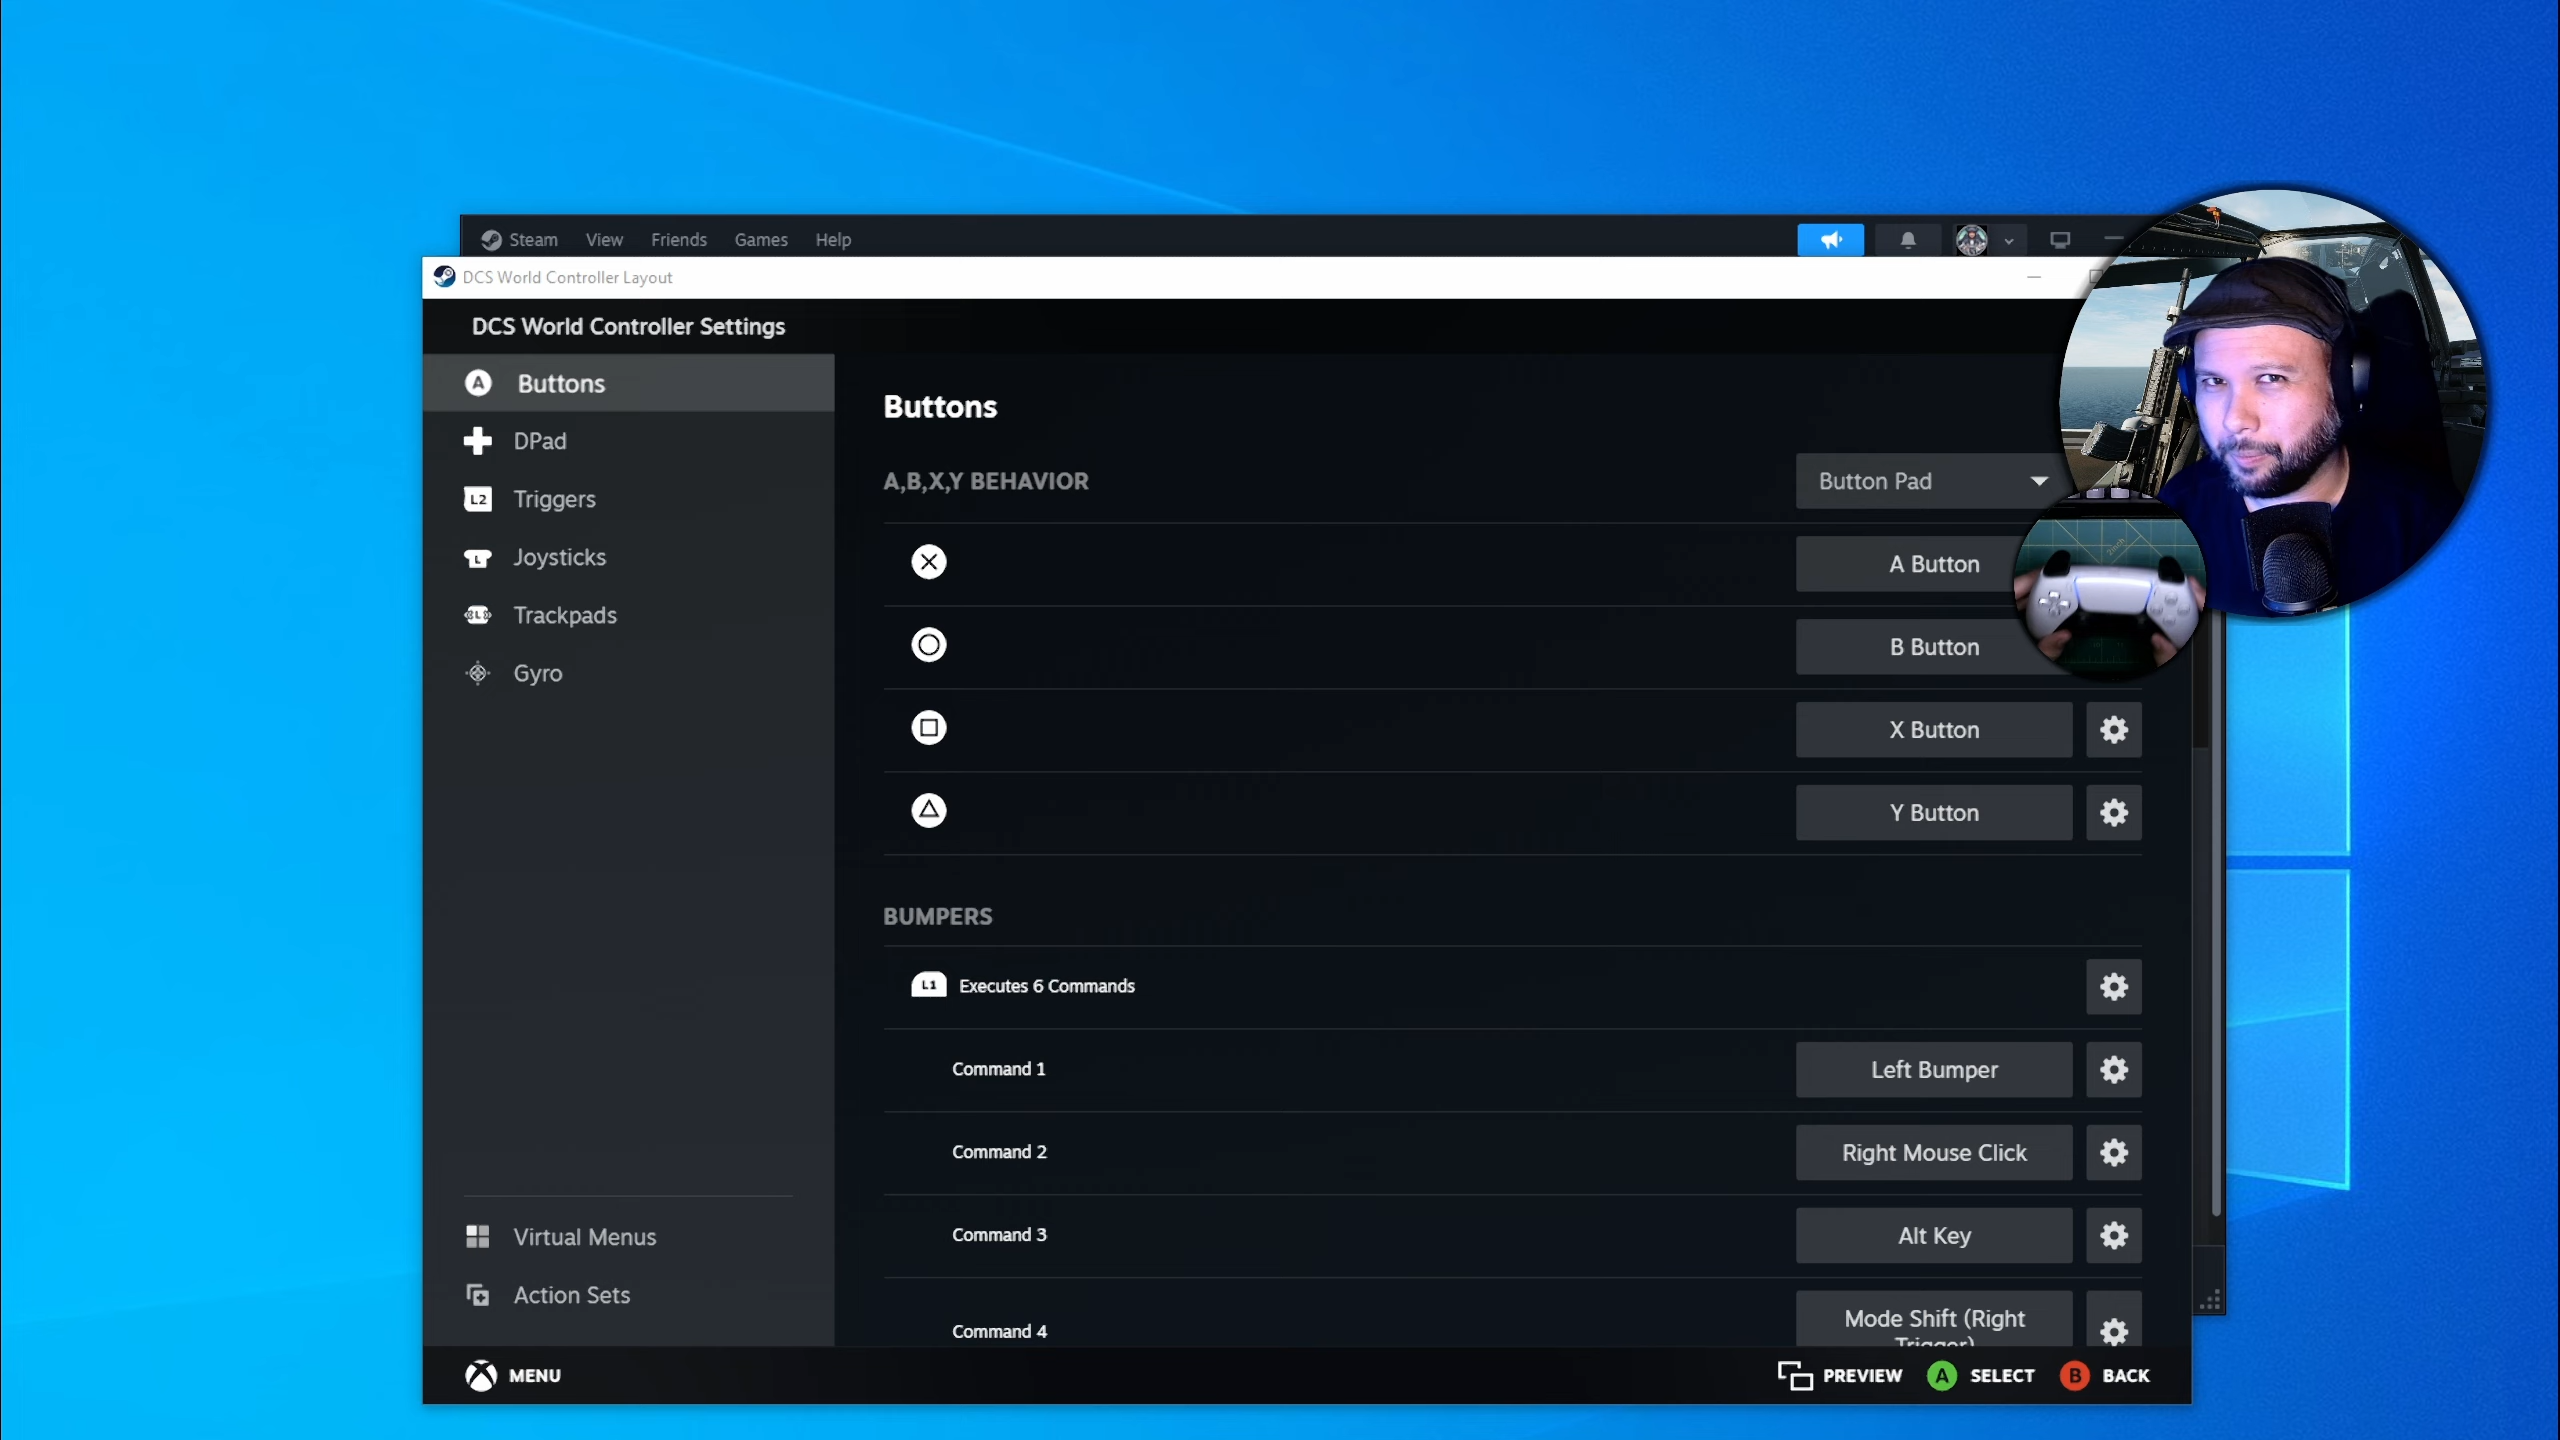 Steam View Friends Games Help
DCS World Controller Layout
DCS World Controller Settings
A Buttons
DPad
L2 Triggers
L Joysticks
L Trackpads
Gyro
Virtual Menus
Action Sets
Buttons
A,B,X,Y BEHAVIOR
Button Pad
A Button
B Button
X Button
Y Button
BUMPERS
L1 Executes 6 Commands
Command 1 Left Bumper
Command 2 Right Mouse Click
Command 3 Alt Key
Command 4 Mode Shift (Right
Trigger)
MENU
PREVIEW A SELECT B BACK